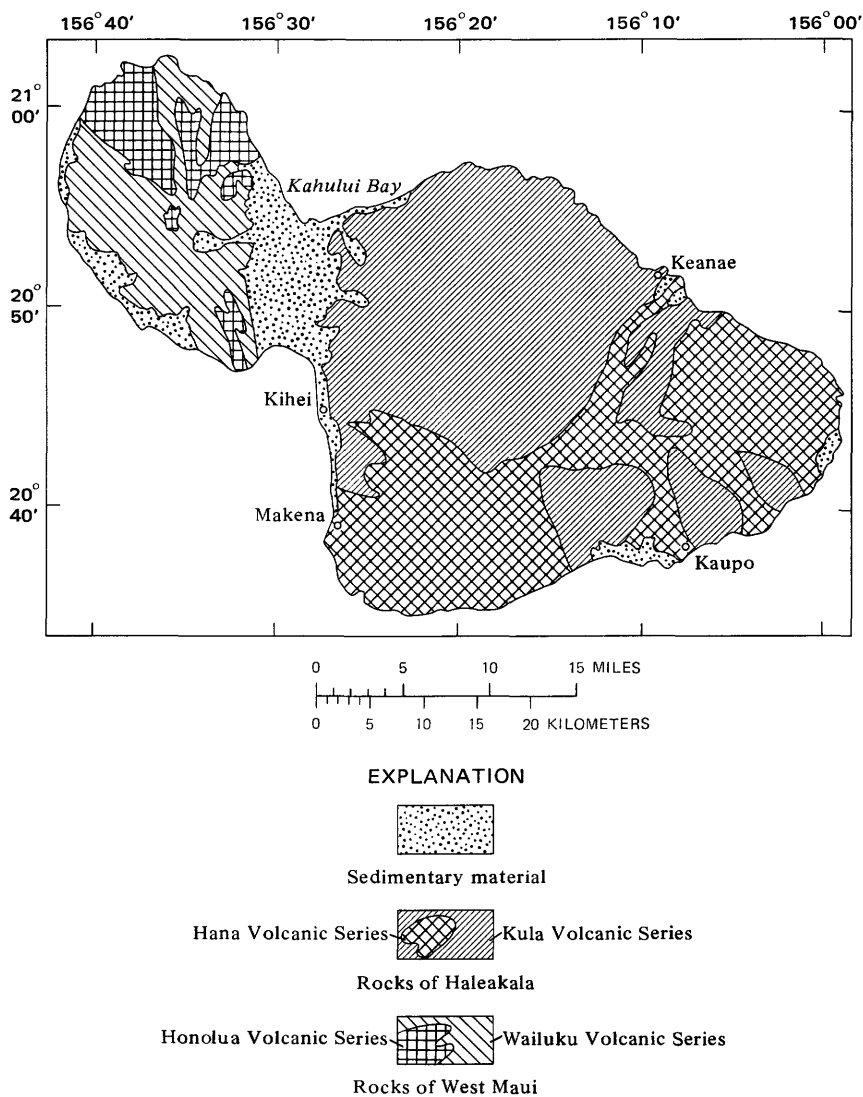 156° 40′ 156° 30′ 156° 20′ 156° 10′ 156° 00′
21°
00′
Kahului Bay
Keanae
20°
50′
Kihei
20°
40′
Makena
Kaupo
0 5 10 15 MILES
0 5 10 15 20 KILOMETERS
EXPLANATION
Sedimentary material
Hana Volcanic Series Kula Volcanic Series
Rocks of Haleakala
Honolua Volcanic Series Wailuku Volcanic Series
Rocks of West Maui